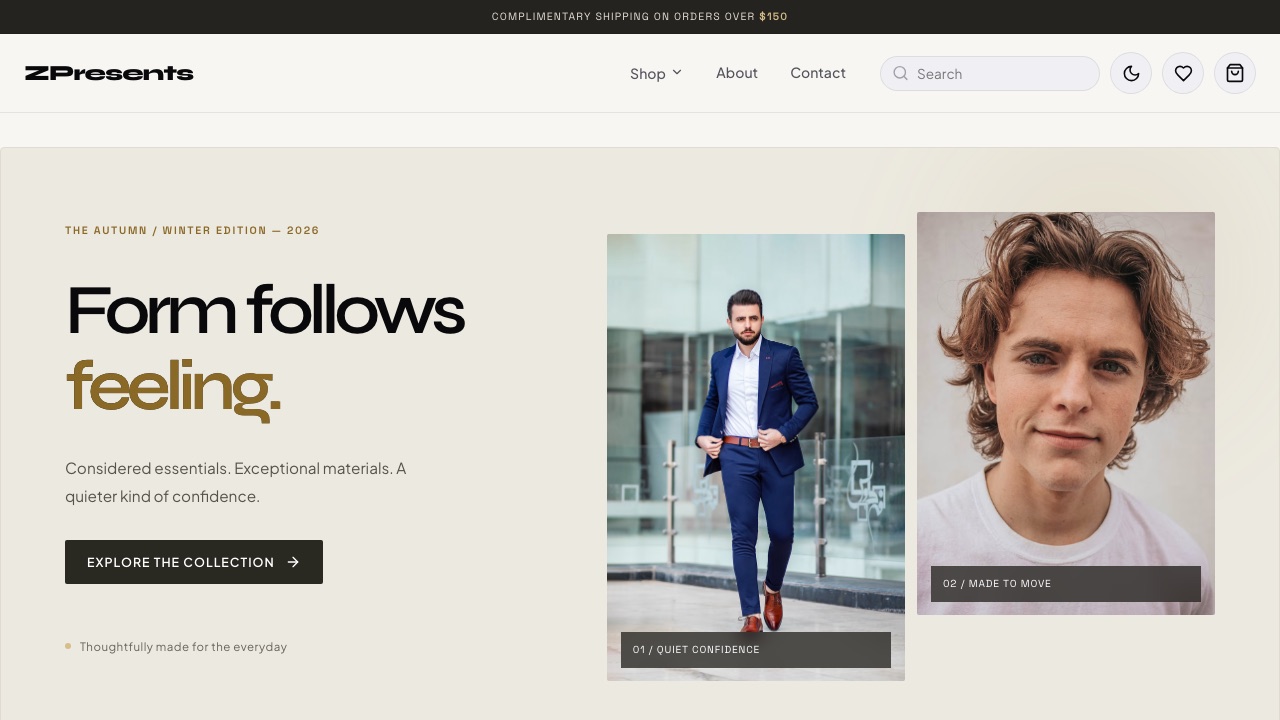 COMPLIMENTARY SHIPPING ON ORDERS OVER $150
ZPresents
Shop
About
Contact
Search
THE AUTUMN / WINTER EDITION — 2026
Form follows
feeling.
Considered essentials. Exceptional materials. A
quieter kind of confidence.
EXPLORE THE COLLECTION
Thoughtfully made for the everyday
01 / QUIET CONFIDENCE
02 / MADE TO MOVE